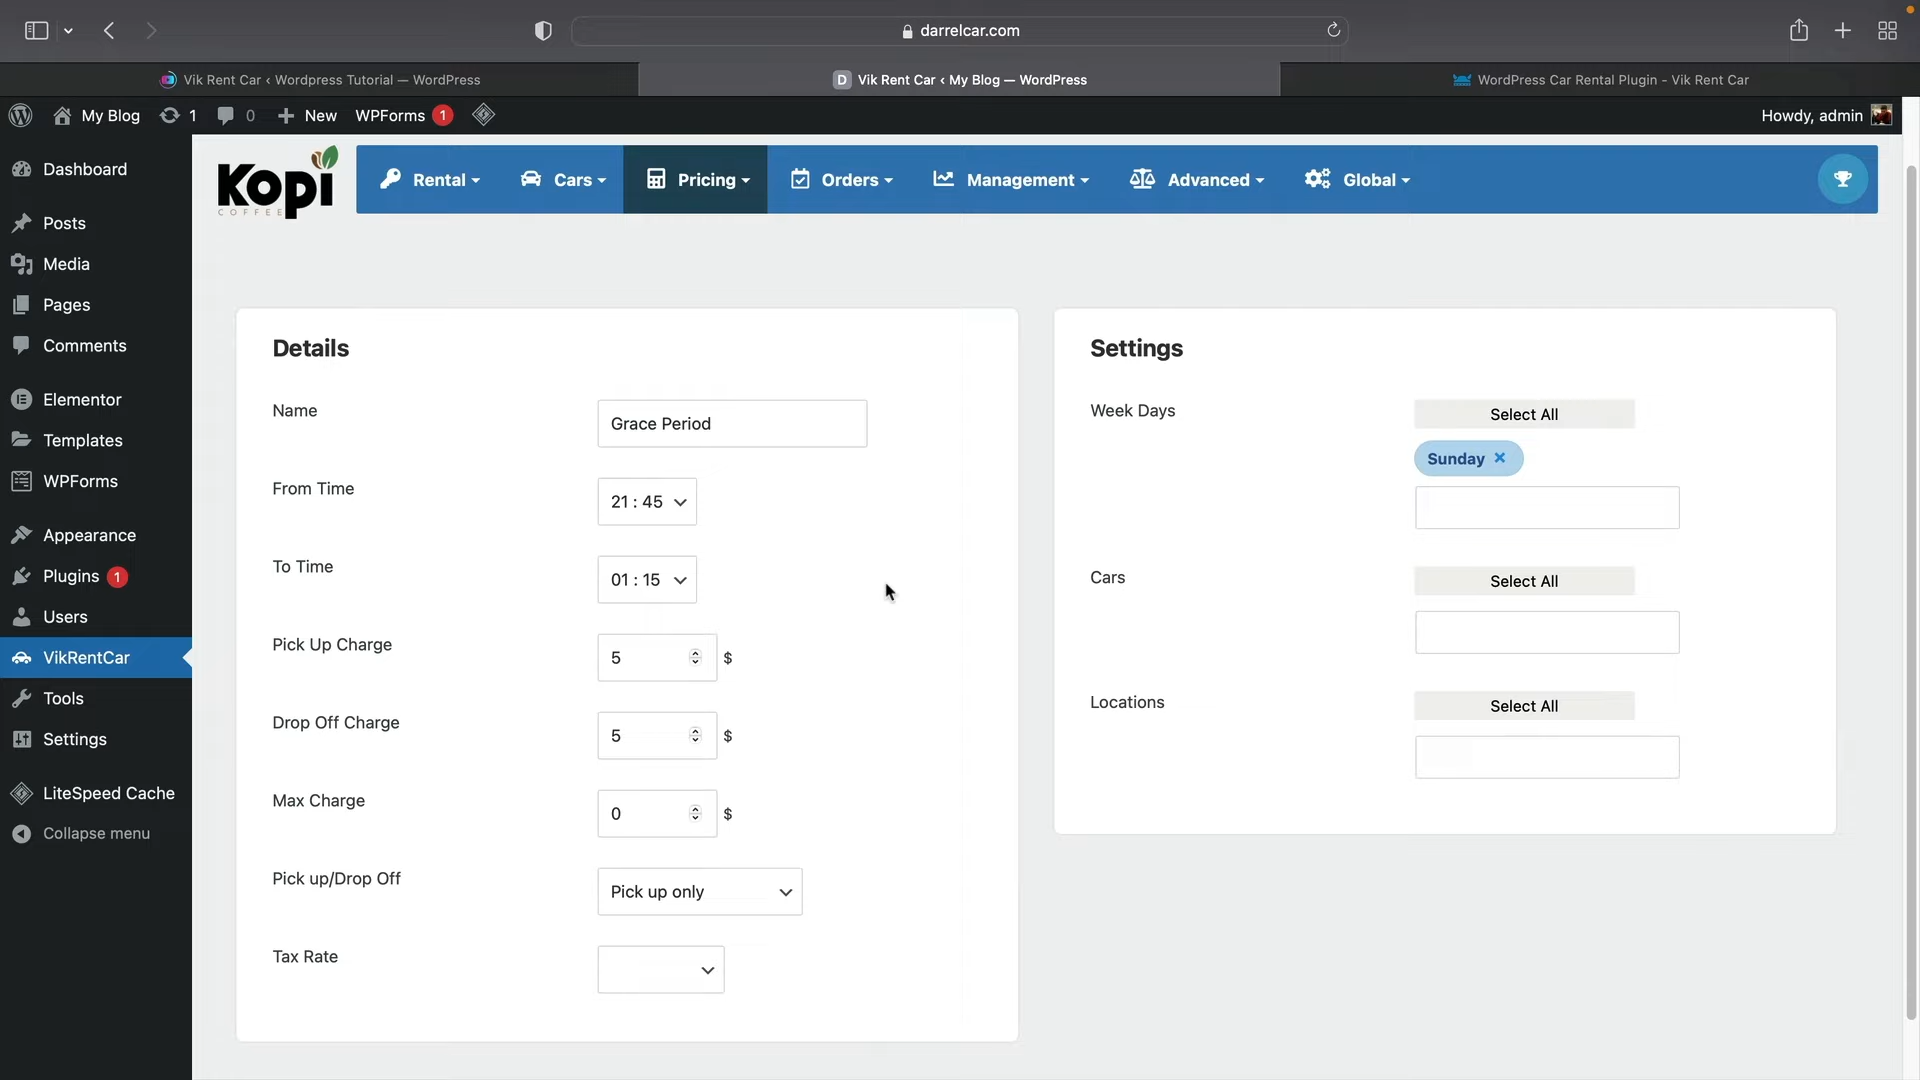 darrelcar.com
Vik Rent Car ‹ Wordpress Tutorial — WordPress
D Vik Rent Car ‹ My Blog — WordPress
WordPress Car Rental Plugin - Vik Rent Car
My Blog 1 0 New WPForms 1
Howdy, admin
Dashboard
Posts
Media
Pages
Comments
Elementor
Templates
WPForms
Appearance
Plugins 1
Users
VikRentCar
Tools
Settings
LiteSpeed Cache
Collapse menu
Kopi
COFFEE
Rental Cars Pricing Orders Management Advanced Global
Details
Name
Grace Period
From Time
21 : 45
To Time
01 : 15
Pick Up Charge
5 $
Drop Off Charge
5 $
Max Charge
0 $
Pick up/Drop Off
Pick up only
Tax Rate
Settings
Week Days
Select All
Sunday ×
Cars
Select All
Locations
Select All